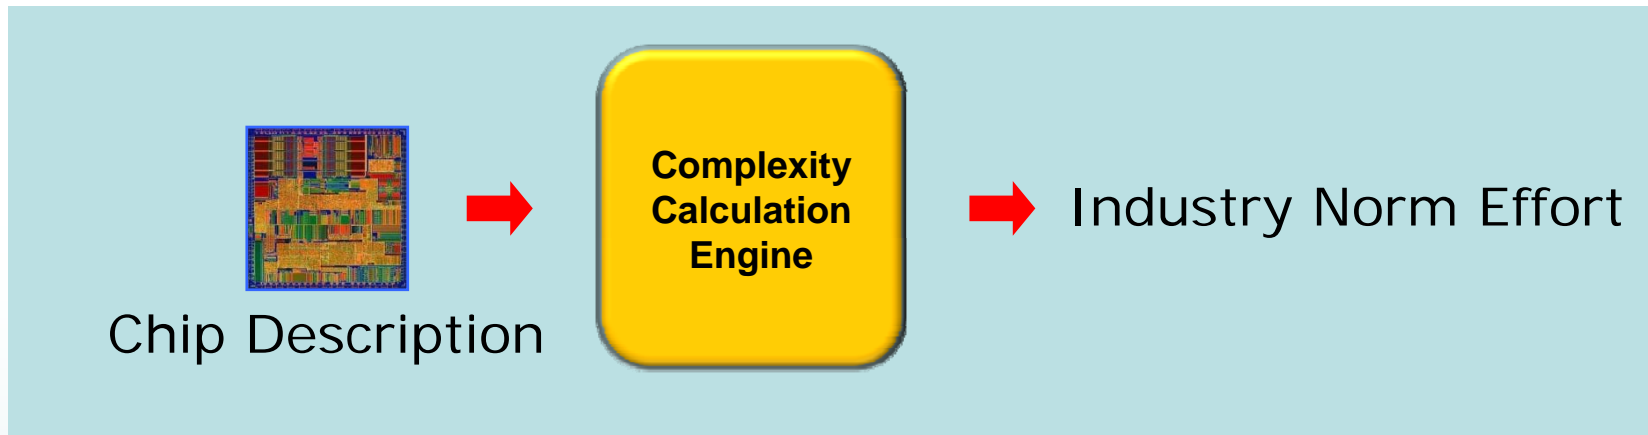 Chip Description
Complexity
Calculation
Engine
Industry Norm Effort